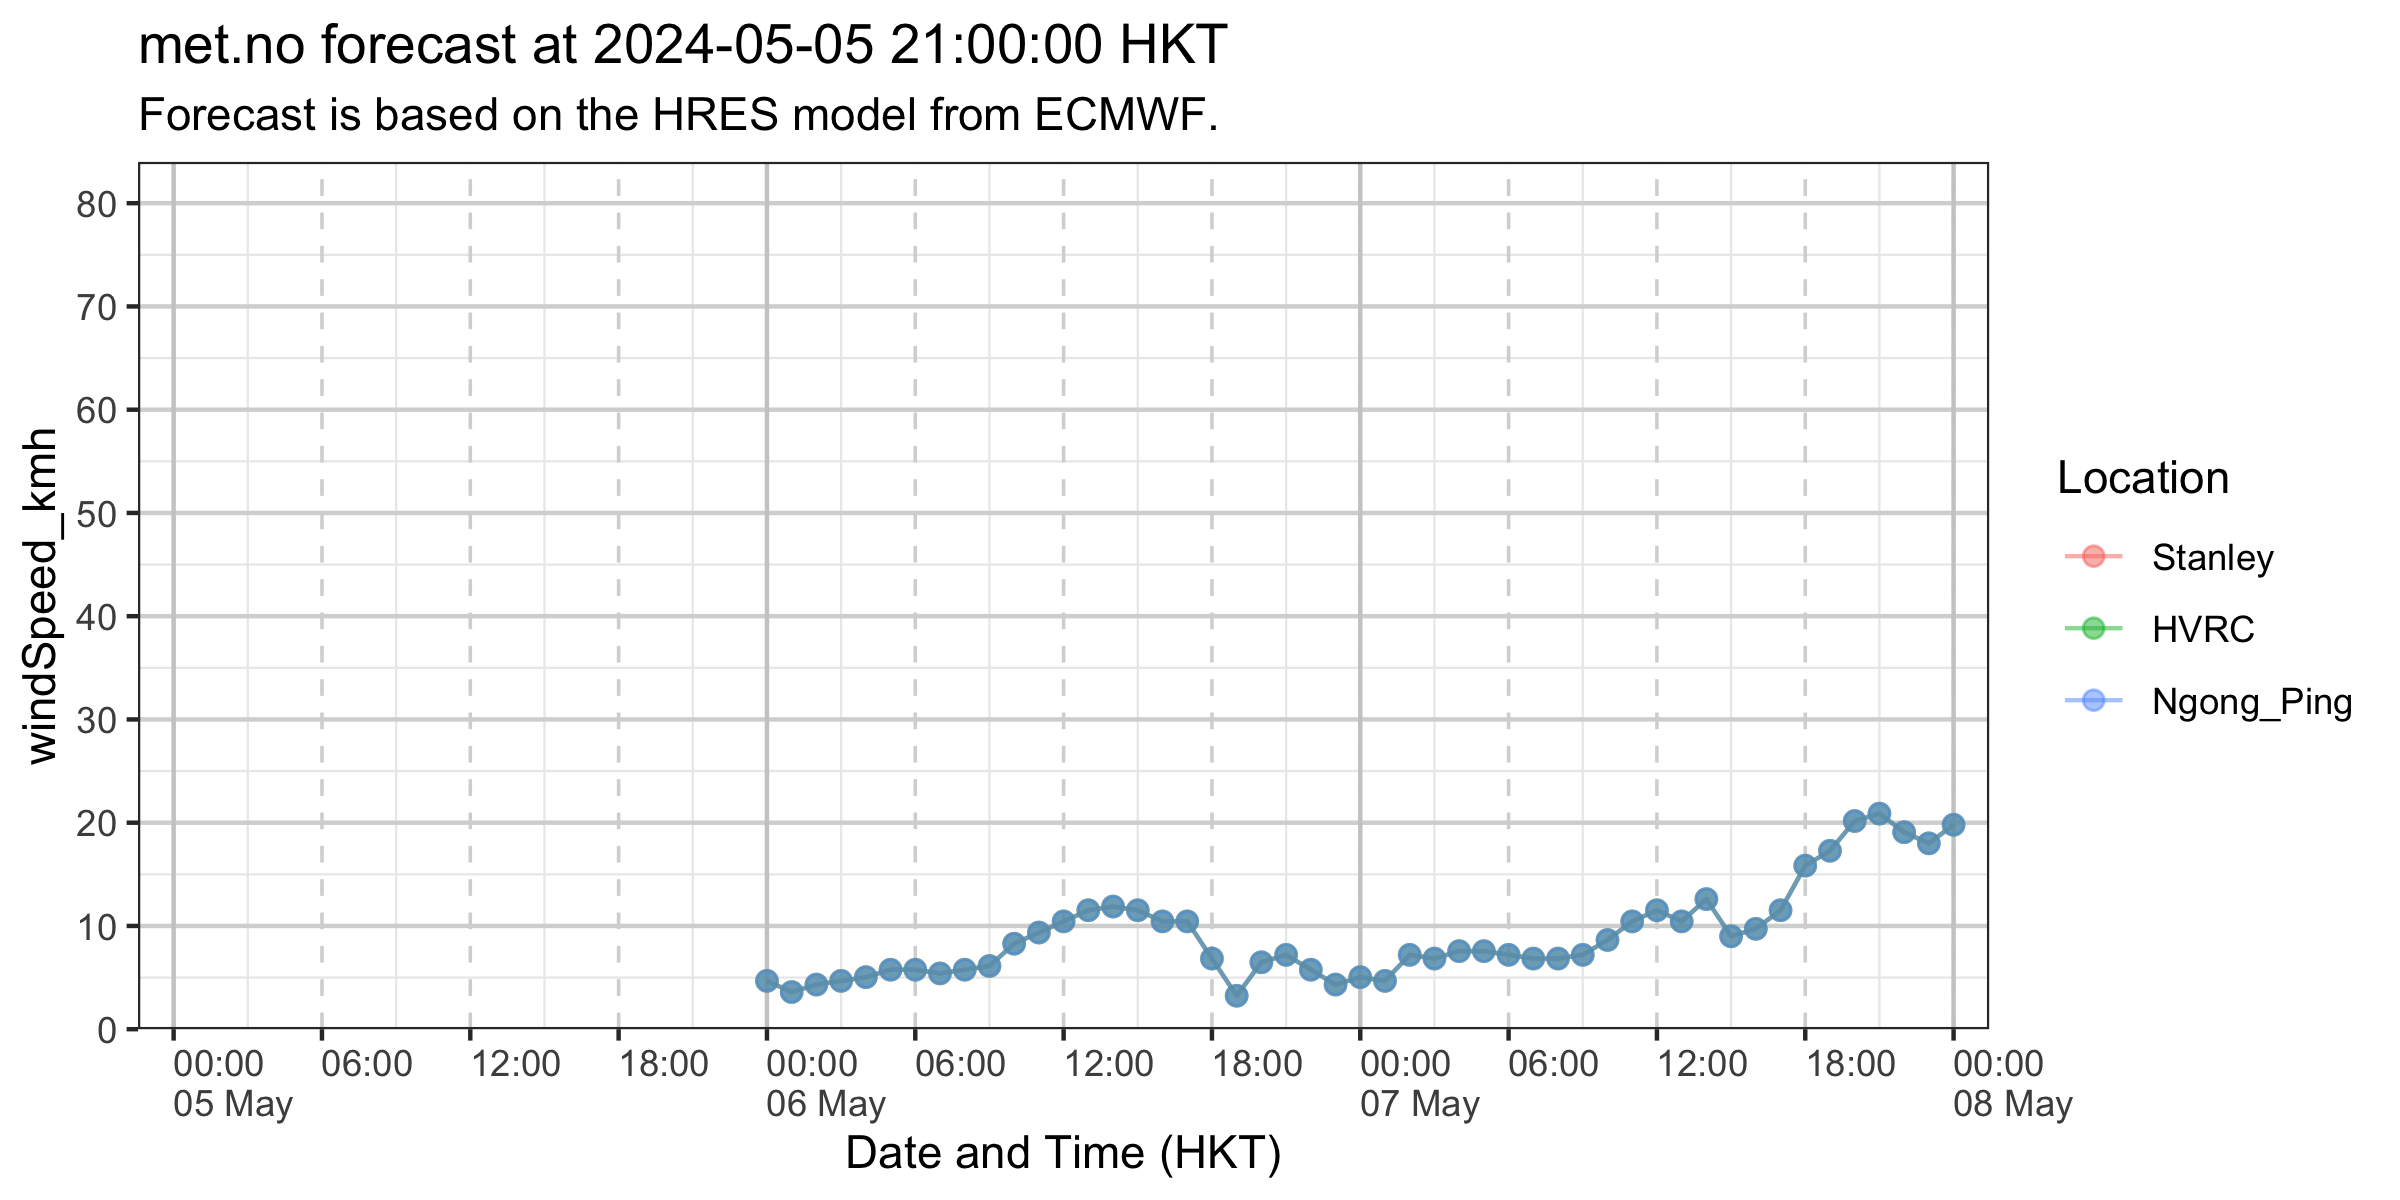 met.no forecast at 2024-05-05 21:00:00 HKT
Forecast is based on the HRES model from ECMWF.
windSpeed_kmh
80
70
60
50
40
30
20
10
0
00:00 06:00 12:00 18:00 00:00 06:00 12:00 18:00 00:00 06:00 12:00 18:00 00:00
05 May 06 May 07 May 08 May
Date and Time (HKT)
Location
Stanley
HVRC
Ngong_Ping